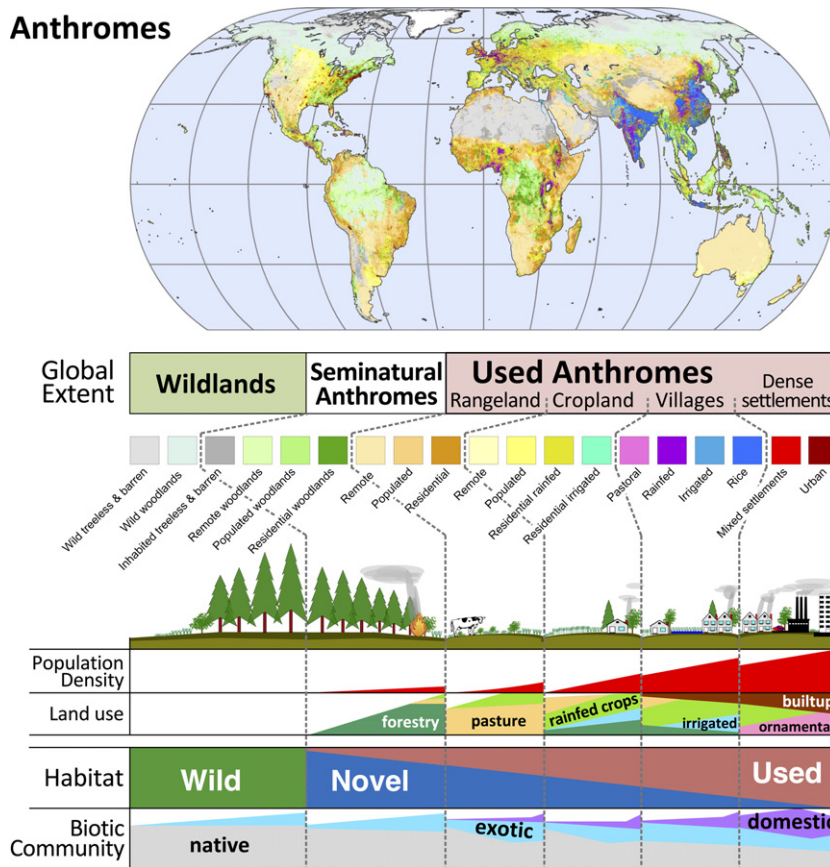 Anthromes
Global
Extent
Wildlands
Seminatural
Anthromes
Used Anthromes
Rangeland
Cropland
Villages
Dense
settlements
Wild treeless & barren
Wild woodlands
Inhabited treeless & barren
Remote woodlands
Populated woodlands
Residential woodlands
Remote
Populated
Residential
Remote
Populated
Residential rainfed
Residential irrigated
Pastoral
Rainfed
Irrigated
Rice
Mixed settlements
Urban
Population
Density
Land use
forestry
pasture
rainfed crops
irrigated
builtup
ornamental
Habitat
Wild
Novel
Used
Biotic
Community
native
exotic
domestic